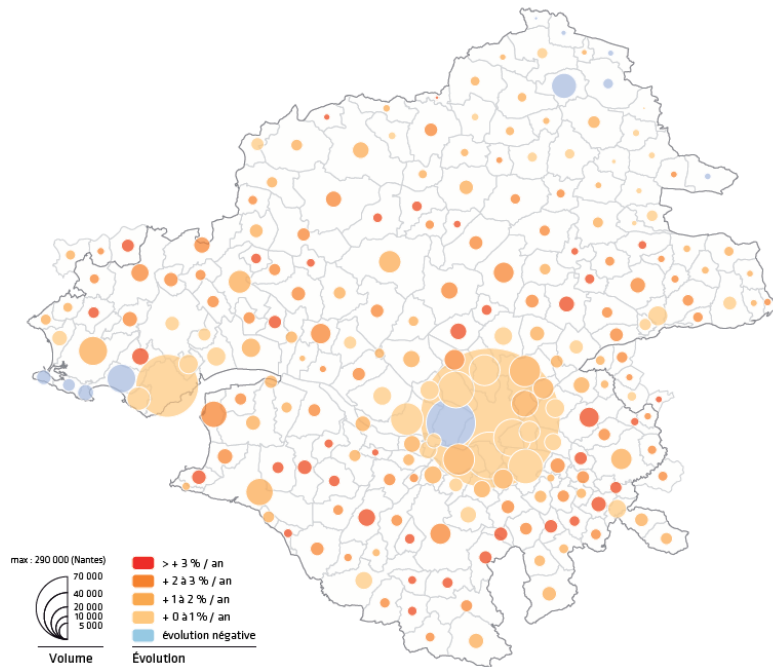 max : 290 000 (Nantes)
70 000
40 000
20 000
10 000
5 000
Volume
> + 3 % / an
+ 2 à 3 % / an
+ 1 à 2 % / an
+ 0 à 1 % / an
évolution négative
Évolution